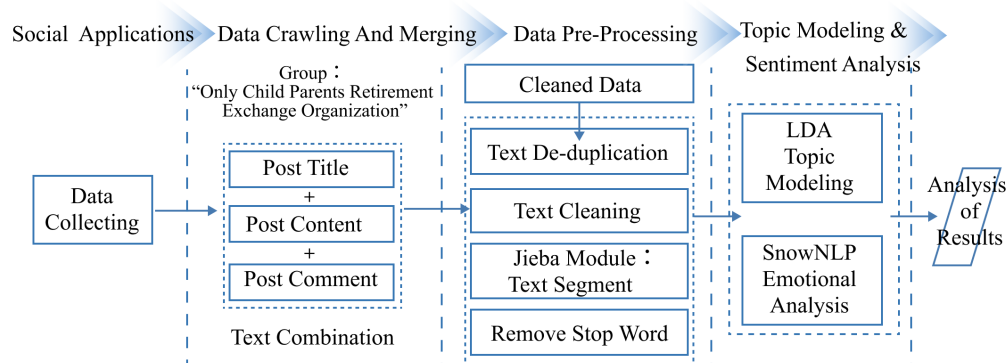 Social Applications
Data Crawling And Merging
Data Pre-Processing
Topic Modeling &
Sentiment Analysis
Group：
“Only Child Parents Retirement
Exchange Organization”
Data
Collecting
Post Title
+
Post Content
+
Post Comment
Text Combination
Cleaned Data
Text De-duplication
Text Cleaning
Jieba Module：
Text Segment
Remove Stop Word
LDA
Topic
Modeling
SnowNLP
Emotional
Analysis
Analysis
of
Results